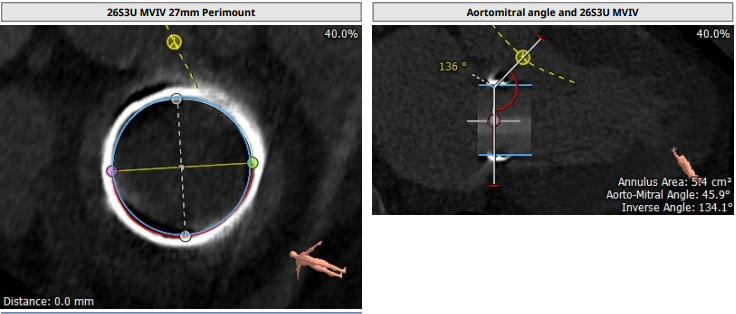 26S3U MVIV 27mm Perimount
40.0%
Distance: 0.0 mm
Aortomitral angle and 26S3U MVIV
40.0%
136 °
Annulus Area: 5.4 cm²
Aorto-Mitral Angle: 45.9°
Inverse Angle: 134.1°